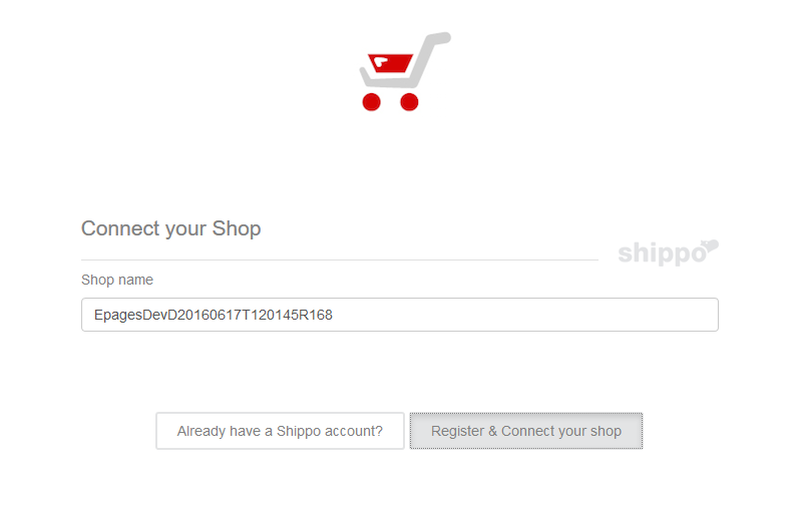 Connect your Shop
shippo
Shop name
EpagesDevD20160617T120145R168
Already have a Shippo account?
Register & Connect your shop